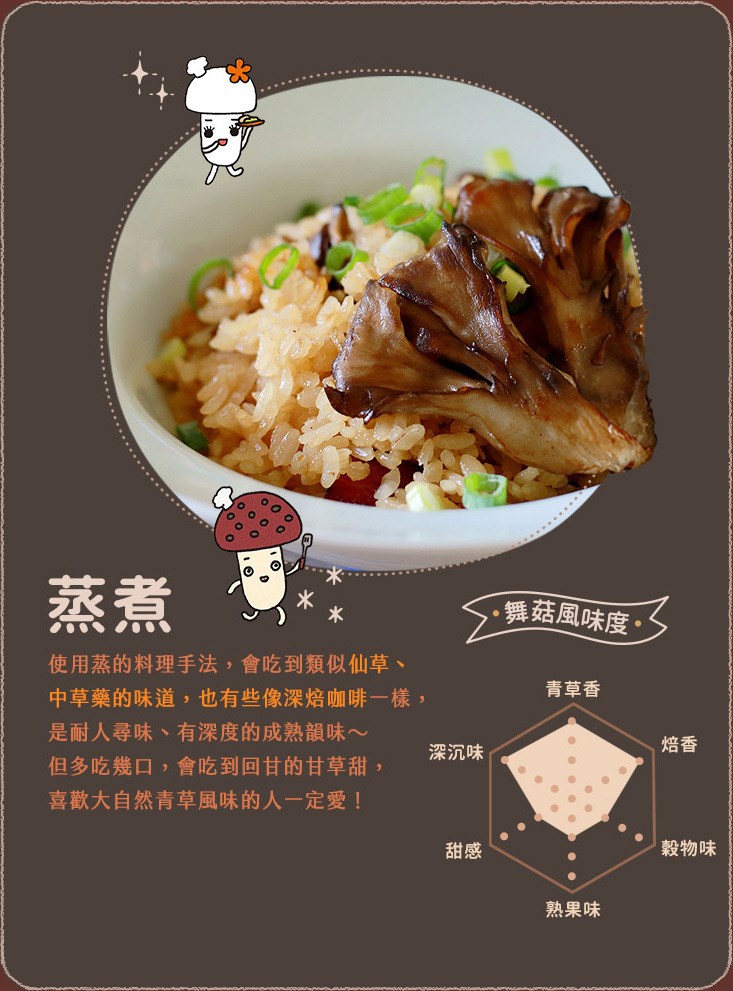 蒸煮
使用蒸的料理手法，會吃到類似仙草、
中草藥的味道，也有些像深焙咖啡一樣，
是耐人尋味、有深度的成熟韻味～
但多吃幾口，會吃到回甘的甘草甜，
喜歡大自然青草風味的人一定愛！
舞菇風味度
青草香
深沉味
焙香
甜感
穀物味
熟果味